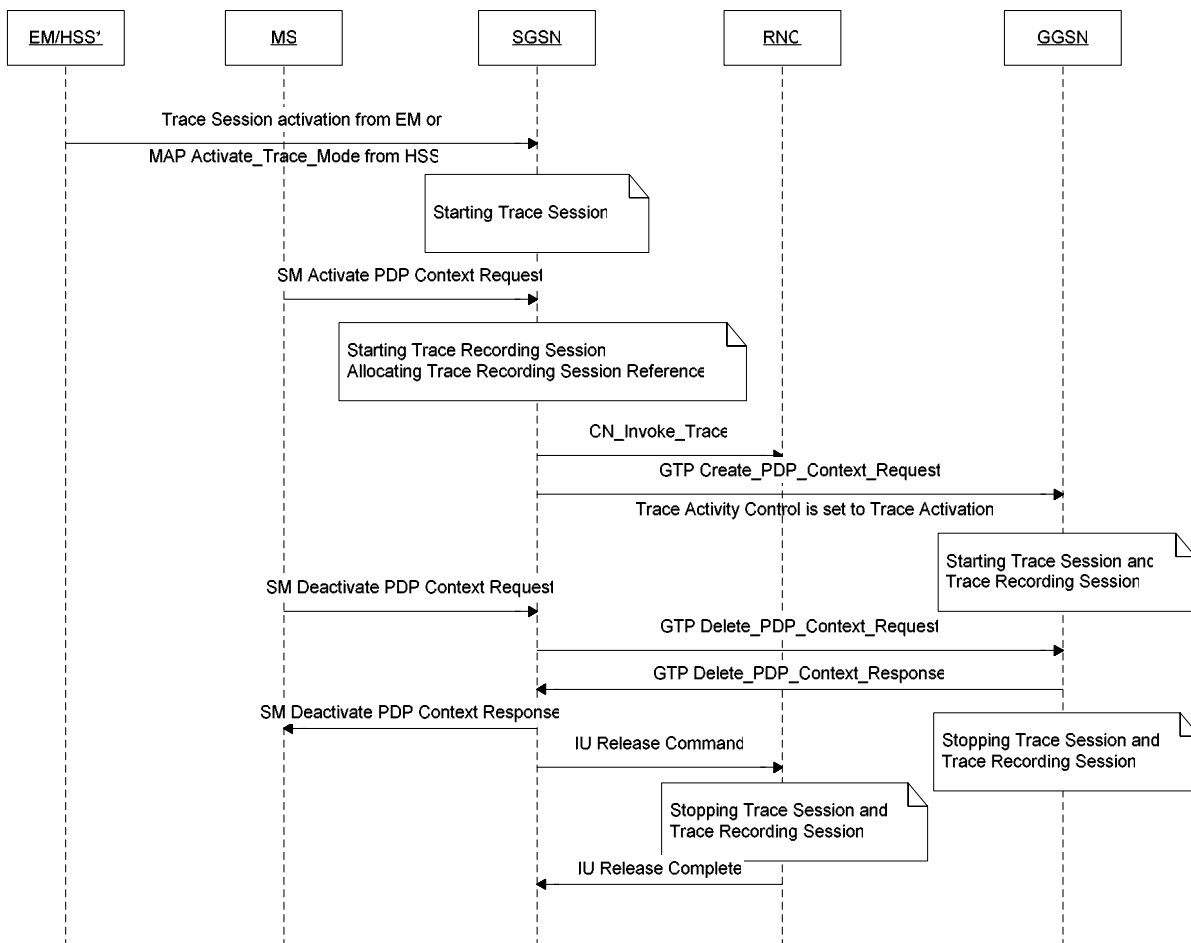 EM/HSS*
MS
SGSN
RNC
GGSN
Trace Session activation from EM or
MAP Activate_Trace_Mode from HSS
Starting Trace Session
SM Activate PDP Context Request
Starting Trace Recording Session
Allocating Trace Recording Session Reference
CN_Invoke_Trace
GTP Create_PDP_Context_Request
Trace Activity Control is set to Trace Activation
Starting Trace Session and
Trace Recording Session
SM Deactivate PDP Context Request
GTP Delete_PDP_Context_Request
GTP Delete_PDP_Context_Response
SM Deactivate PDP Context Response
Stopping Trace Session and
Trace Recording Session
IU Release Command
Stopping Trace Session and
Trace Recording Session
IU Release Complete